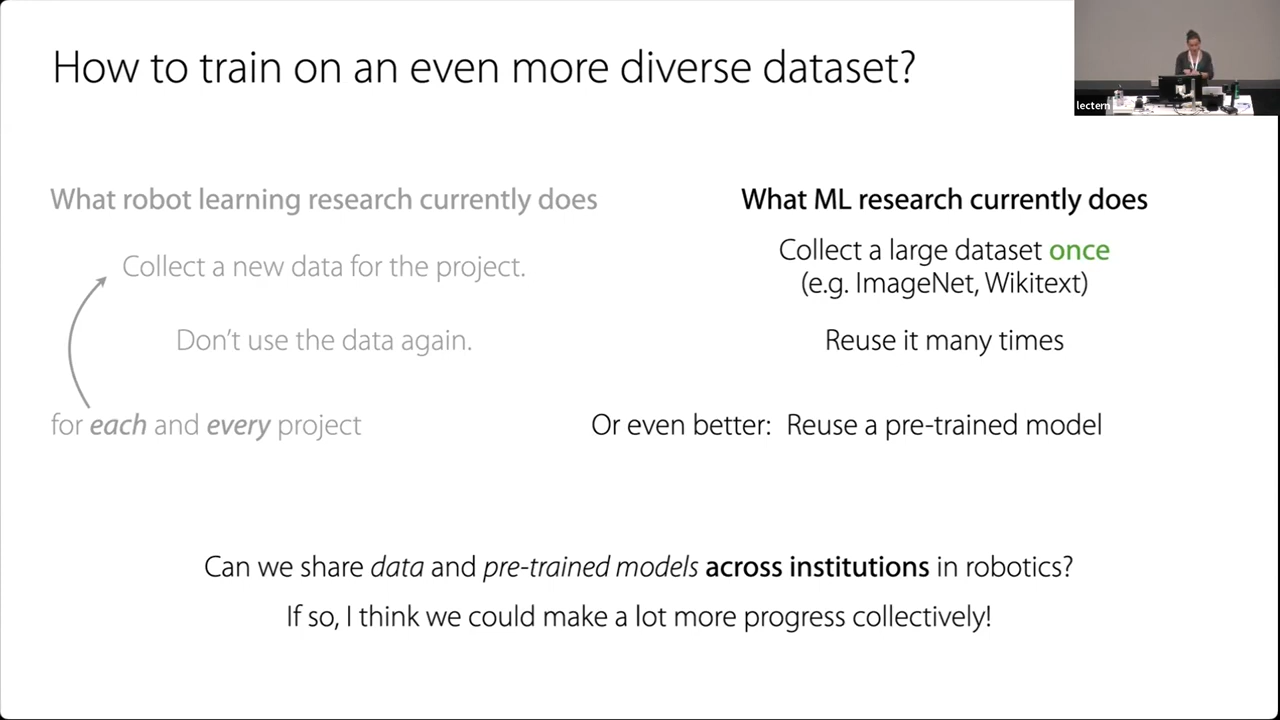 How to train on an even more diverse dataset?
lectern
What robot learning research currently does
Collect a new data for the project.
Don't use the data again.
for each and every project
What ML research currently does
Collect a large dataset once
(e.g. ImageNet, Wikitext)
Reuse it many times
Or even better: Reuse a pre-trained model
Can we share data and pre-trained models across institutions in robotics?
If so, I think we could make a lot more progress collectively!